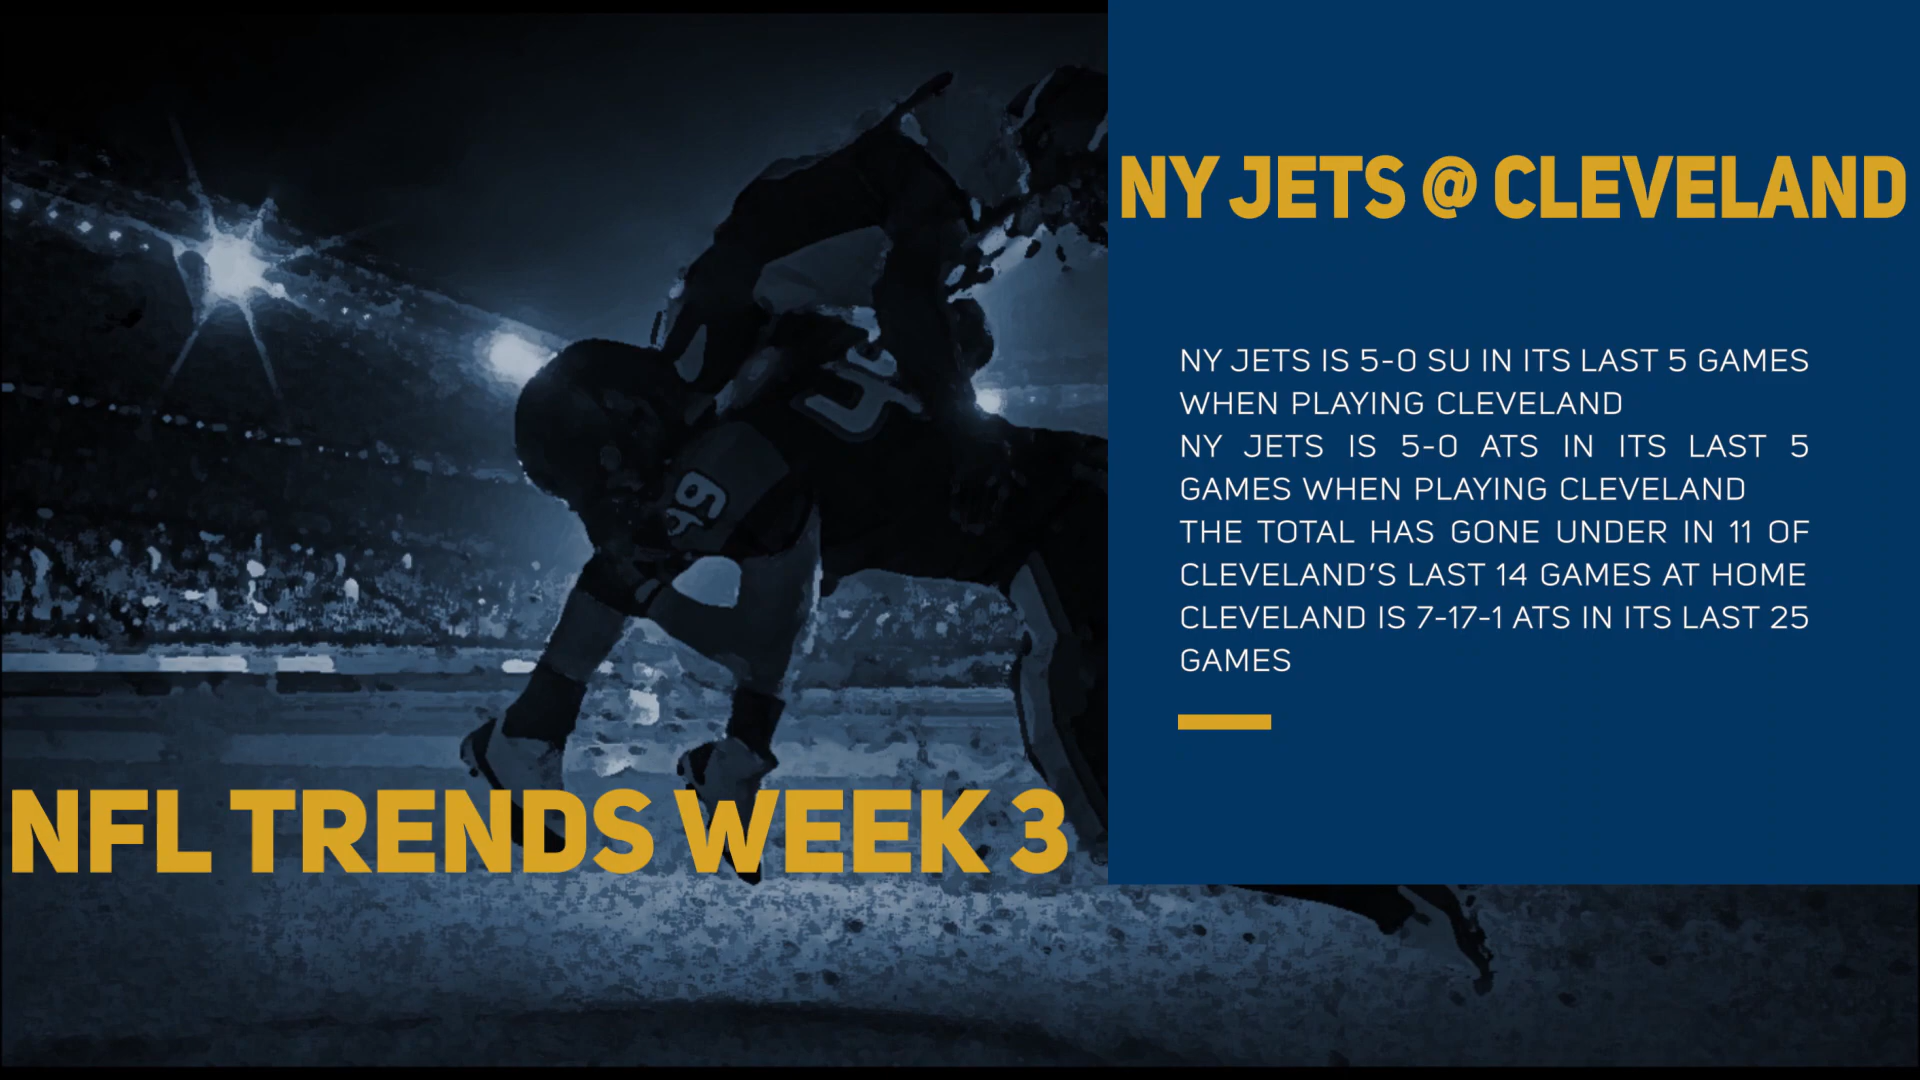 NY JETS @ CLEVELAND
NY JETS IS 5-0 SU IN ITS LAST 5 GAMES
WHEN PLAYING CLEVELAND
NY JETS IS 5-0 ATS IN ITS LAST 5
GAMES WHEN PLAYING CLEVELAND
THE TOTAL HAS GONE UNDER IN 11 OF
CLEVELAND'S LAST 14 GAMES AT HOME
CLEVELAND IS 7-17-1 ATS IN ITS LAST 25
GAMES
NFL TRENDS WEEK 3